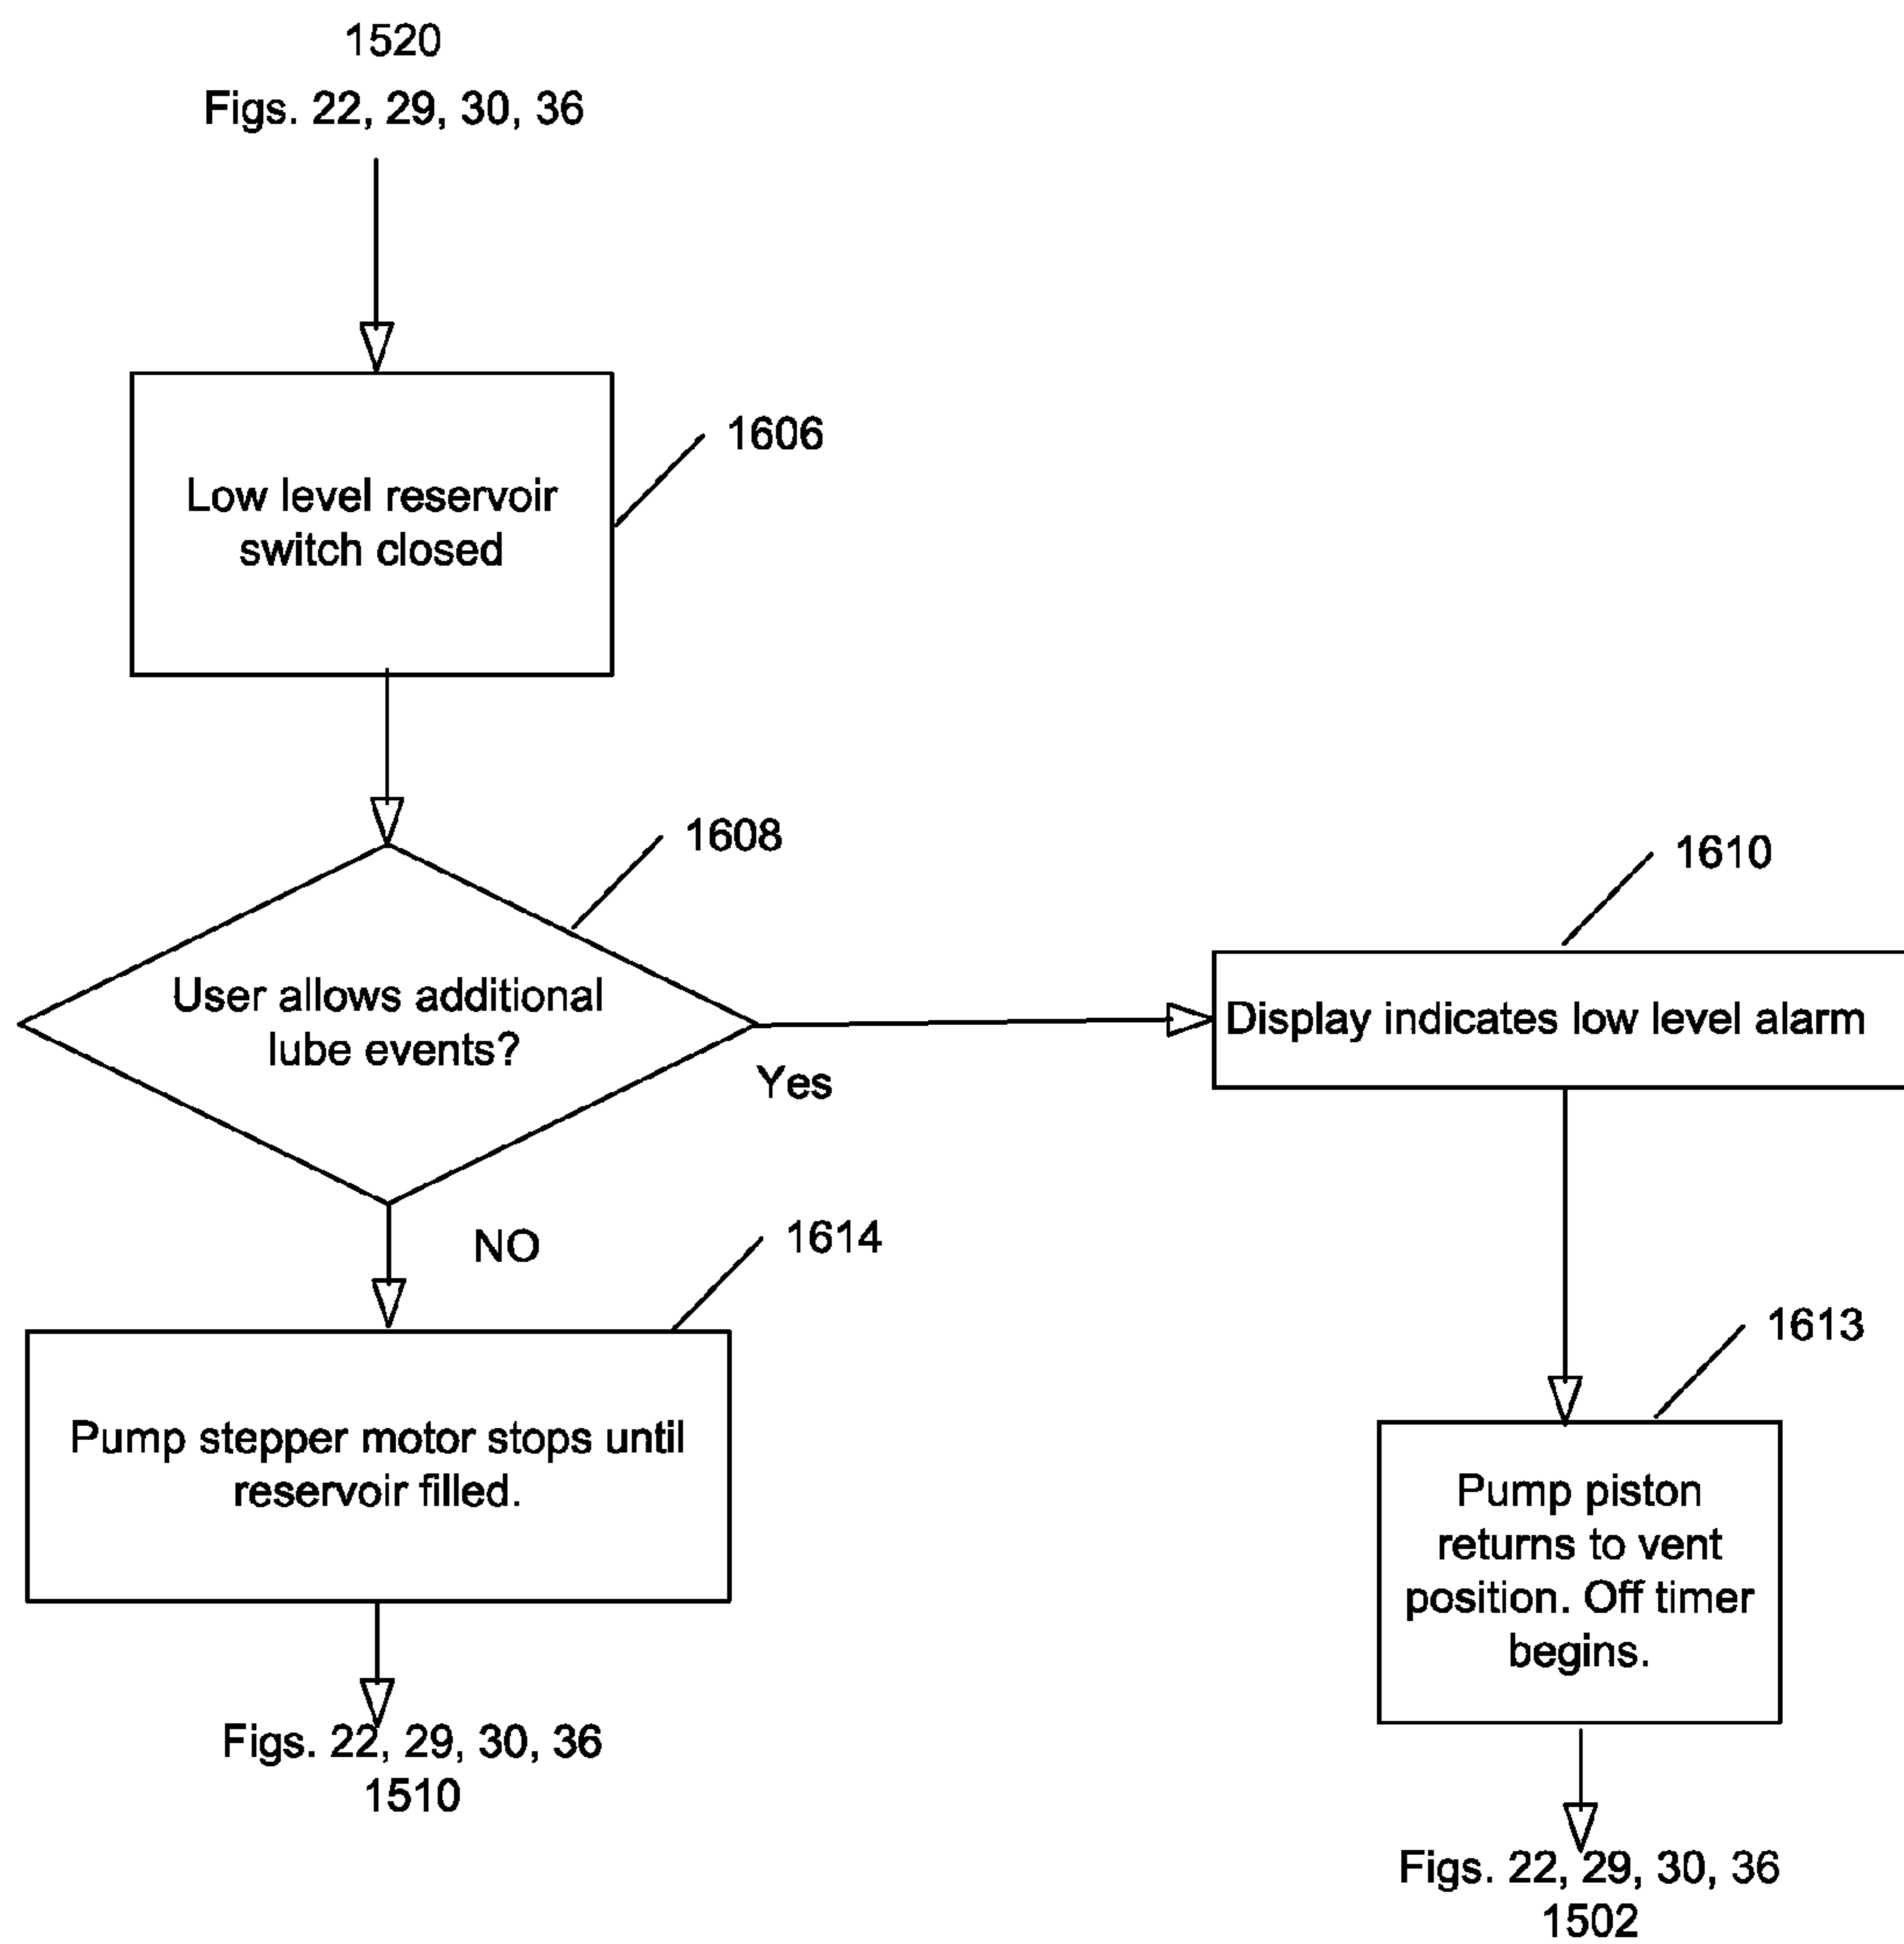 1520
Figs. 22, 29, 30, 36
1606
Low level reservoir
switch closed
1608
User allows additional
lube events?
Yes
1610
Display indicates low level alarm
NO
1614
Pump stepper motor stops until
reservoir filled.
Figs. 22, 29, 30, 36
1510
1613
Pump piston
returns to vent
position. Off timer
begins.
Figs. 22, 29, 30, 36
1502